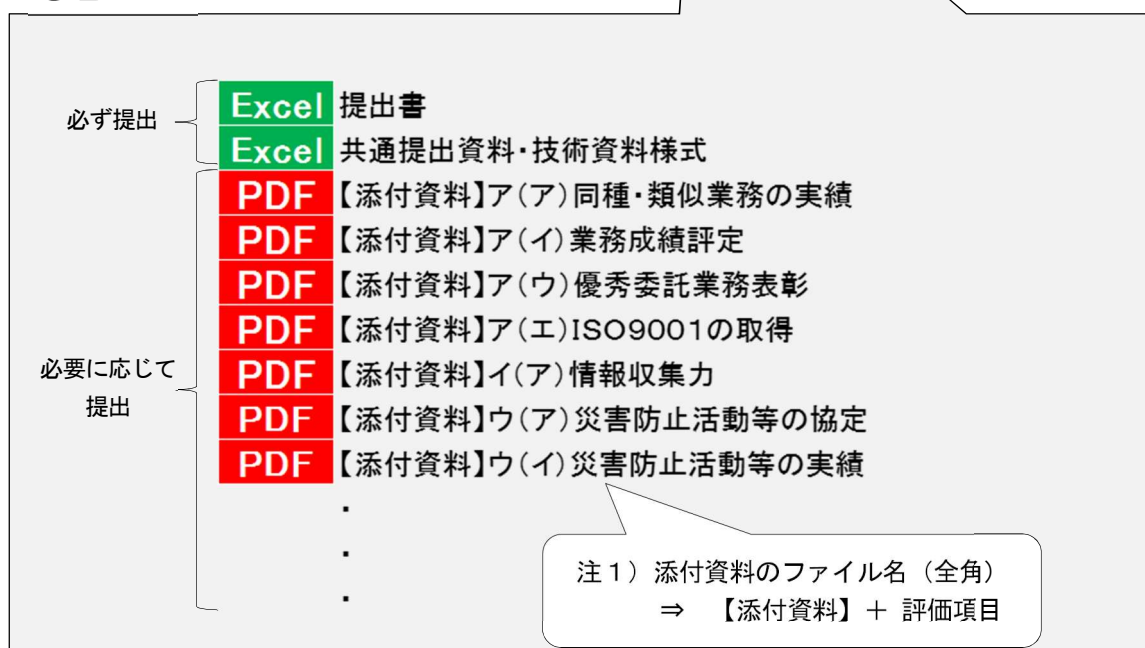 必ず提出
Excel 提出書
Excel 共通提出資料・技術資料様式
PDF 【添付資料】ア（ア）同種・類似業務の実績
PDF 【添付資料】ア（イ）業務成績評定
PDF 【添付資料】ア（ウ）優秀委託業務表彰
PDF 【添付資料】ア（エ）ISO9001の取得
必要に応じて
提出
PDF 【添付資料】イ（ア）情報収集力
PDF 【添付資料】ウ（ア）災害防止活動等の協定
PDF 【添付資料】ウ（イ）災害防止活動等の実績
・
・
・
注１）添付資料のファイル名（全角）
⇒ 【添付資料】＋ 評価項目